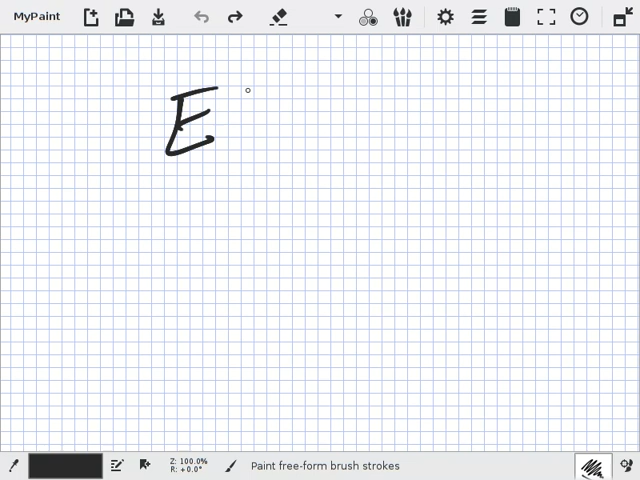 MyPaint
E
Z: 100.0%
R: +0.0°
Paint free-form brush strokes